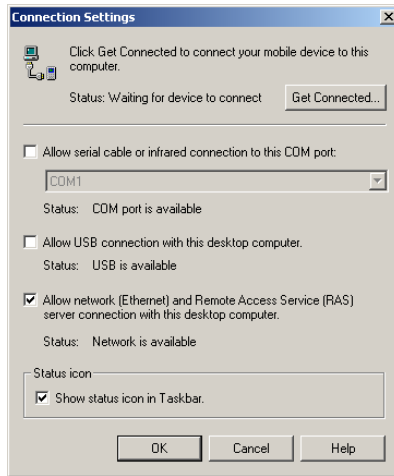 Connection Settings
Click Get Connected to connect your mobile device to this
computer.
Status: Waiting for device to connect
Get Connected...
Allow serial cable or infrared connection to this COM port:
COM1
Status: COM port is available
Allow USB connection with this desktop computer.
Status: USB is available
Allow network (Ethernet) and Remote Access Service (RAS)
server connection with this desktop computer.
Status: Network is available
Status icon
Show status icon in Taskbar.
OK Cancel Help